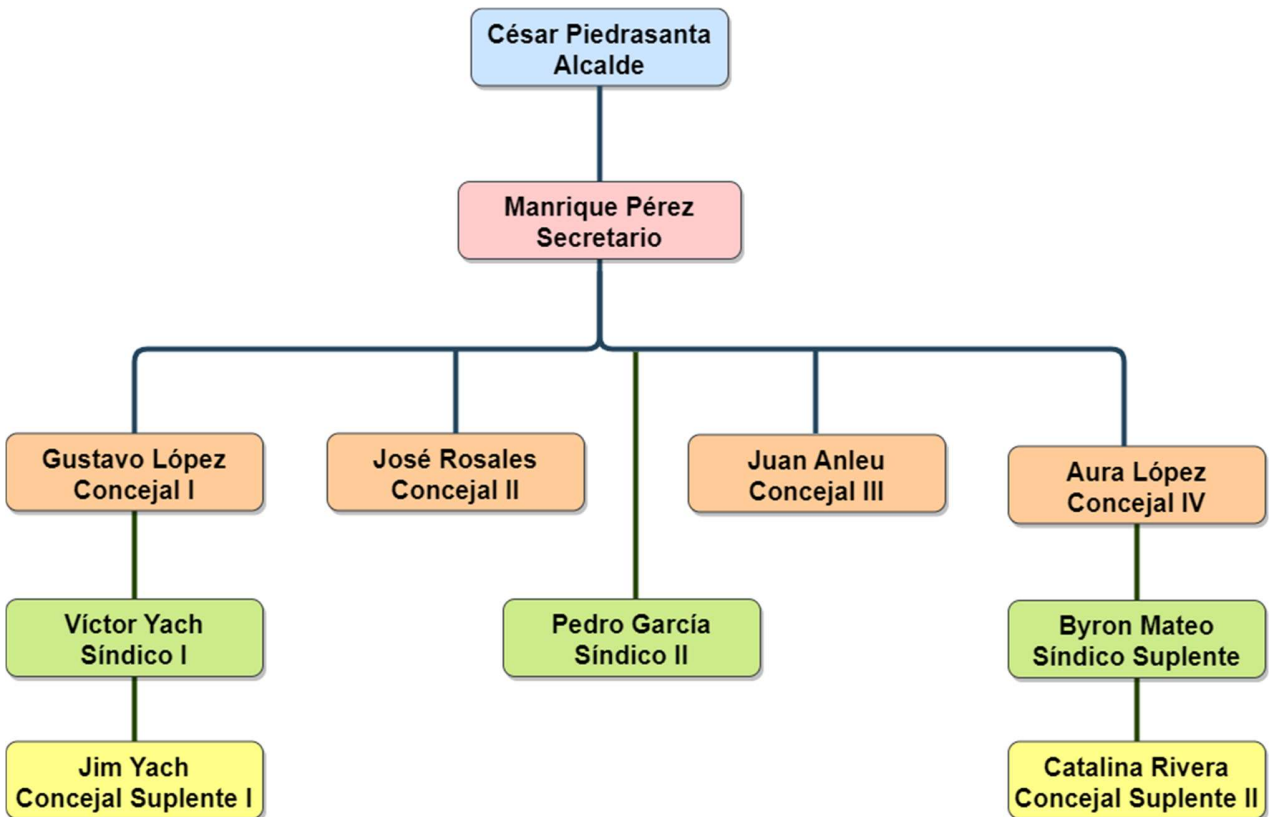 César Piedrasanta
Alcalde
Manrique Pérez
Secretario
Gustavo López
Concejal I
José Rosales
Concejal II
Juan Anleu
Concejal III
Aura López
Concejal IV
Víctor Yach
Síndico I
Pedro García
Síndico II
Byron Mateo
Síndico Suplente
Jim Yach
Concejal Suplente I
Catalina Rivera
Concejal Suplente II